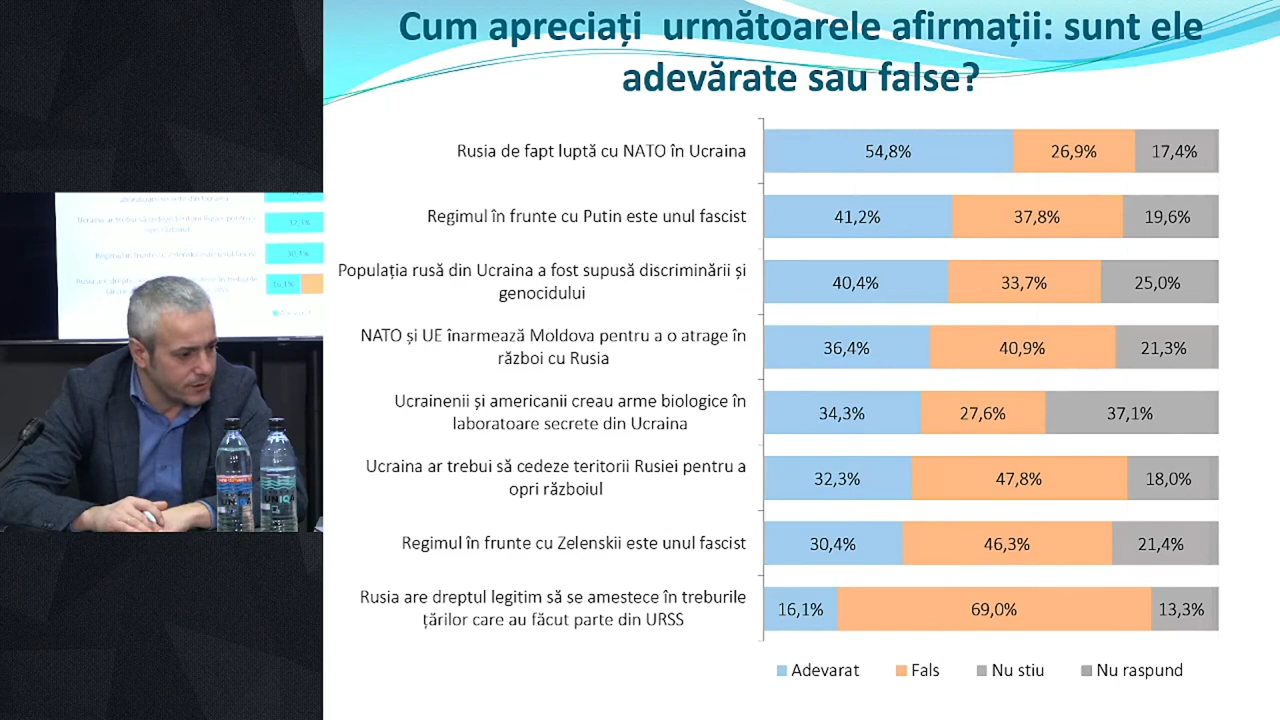 Cum apreciați  următoarele afirmații: sunt ele
adevărate sau false?
Rusia de fapt luptă cu NATO în Ucraina
54,8%
26,9%
17,4%
Regimul în frunte cu Putin este unul fascist
41,2%
37,8%
19,6%
Populația rusă din Ucraina a fost supusă discriminării și
genocidului
40,4%
33,7%
25,0%
NATO și UE înarmează Moldova pentru a o atrage în
război cu Rusia
36,4%
40,9%
21,3%
Ucrainenii și americanii creau arme biologice în
laboratoare secrete din Ucraina
34,3%
27,6%
37,1%
Ucraina ar trebui să cedeze teritorii Rusiei pentru a
opri războiul
32,3%
47,8%
18,0%
Regimul în frunte cu Zelenskii este unul fascist
30,4%
46,3%
21,4%
Rusia are dreptul legitim să se amestece în treburile
țărilor care au făcut parte din URSS
16,1%
69,0%
13,3%
Adevarat
Fals
Nu stiu
Nu raspund